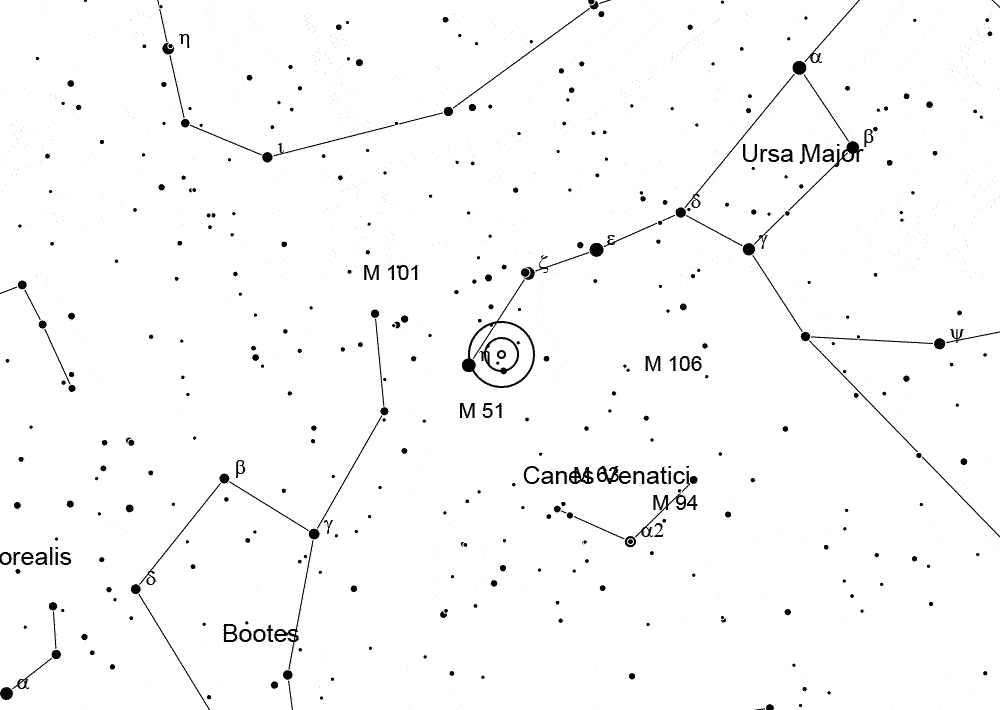 η
α
ι
β
Ursa Major
δ
ε
γ
ζ
M 101
ψ
η
M 106
M 51
β
Canes Venatici
M 63
M 94
γ
α2
orealis
δ
Bootes
α